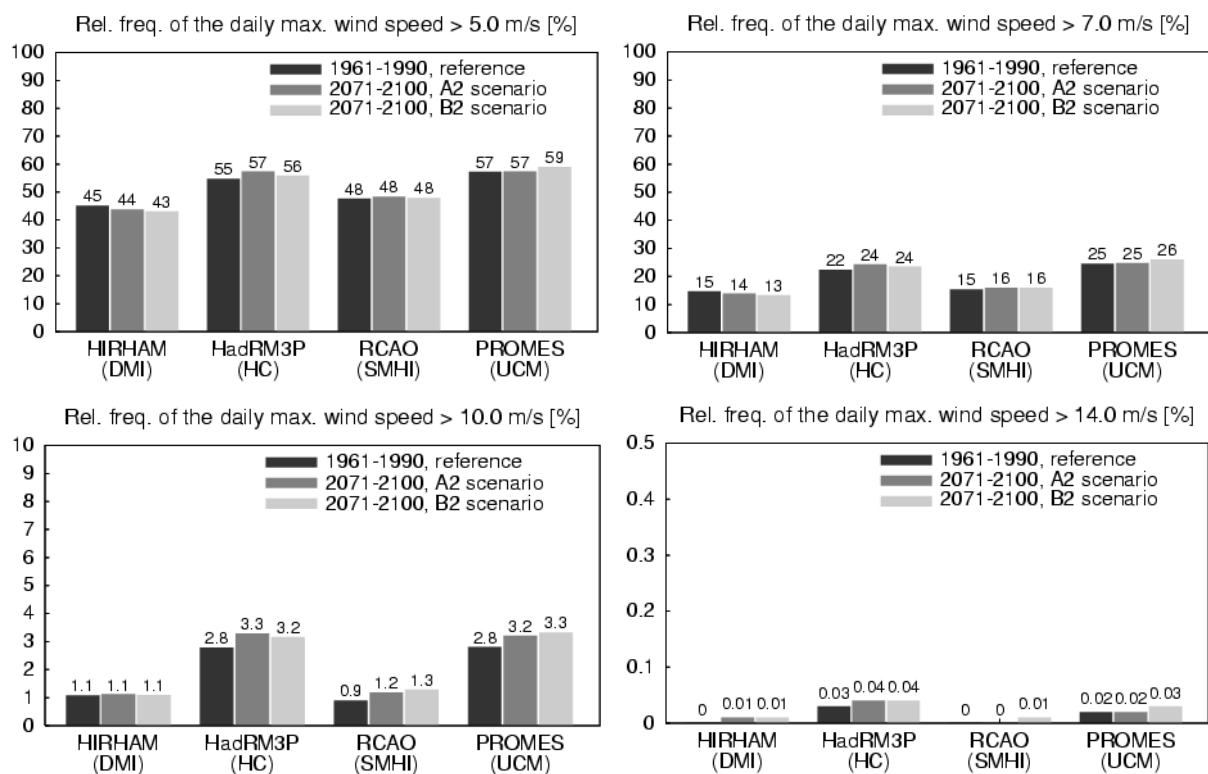 Rel. freq. of the daily max. wind speed > 5.0 m/s [%]
100
90
80
70
60
50
40
30
20
10
0
1961-1990, reference
2071-2100, A2 scenario
2071-2100, B2 scenario
45 44 43
55 57 56
48 48 48
57 57 59
HIRHAM HadRM3P RCAO PROMES
(DMI) (HC) (SMHI) (UCM)
Rel. freq. of the daily max. wind speed > 7.0 m/s [%]
100
90
80
70
60
50
40
30
20
10
0
1961-1990, reference
2071-2100, A2 scenario
2071-2100, B2 scenario
15 14 13
22 24 24
15 16 16
25 25 26
HIRHAM HadRM3P RCAO PROMES
(DMI) (HC) (SMHI) (UCM)
Rel. freq. of the daily max. wind speed > 10.0 m/s [%]
10
9
8
7
6
5
4
3
2
1
0
1961-1990, reference
2071-2100, A2 scenario
2071-2100, B2 scenario
1.1 1.1 1.1
2.8 3.3 3.2
0.9 1.2 1.3
2.8 3.2 3.3
HIRHAM HadRM3P RCAO PROMES
(DMI) (HC) (SMHI) (UCM)
Rel. freq. of the daily max. wind speed > 14.0 m/s [%]
0.5
0.4
0.3
0.2
0.1
0
1961-1990, reference
2071-2100, A2 scenario
2071-2100, B2 scenario
0 0.01 0.01
0.03 0.04 0.04
0 0 0.01
0.02 0.02 0.03
HIRHAM HadRM3P RCAO PROMES
(DMI) (HC) (SMHI) (UCM)